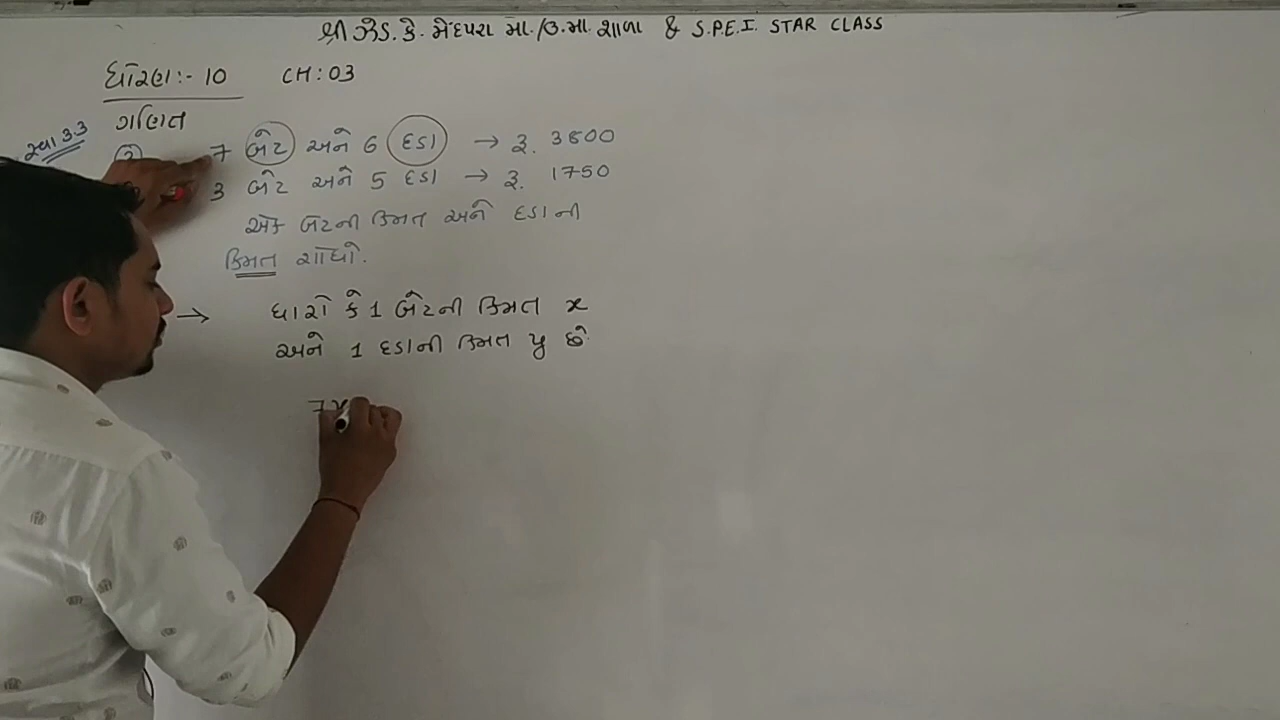 શ્રી ઝેડ. કે. મેંદપરા મા./ઉ.મા. શાળા & S.P.E.I. STAR CLASS
ધોરણ:- 10 CH : 03
ગણિત
સ્વા 3.3
7 બેટ અને 6 દડા → રૂ. 3800
3 બેટ અને 5 દડા → રૂ. 1750
એક બેટની કિંમત અને દડાની
કિંમત શોધો.
→ ધારો કે 1 બેટની કિંમત x
અને 1 દડાની કિંમત y છે.
7x